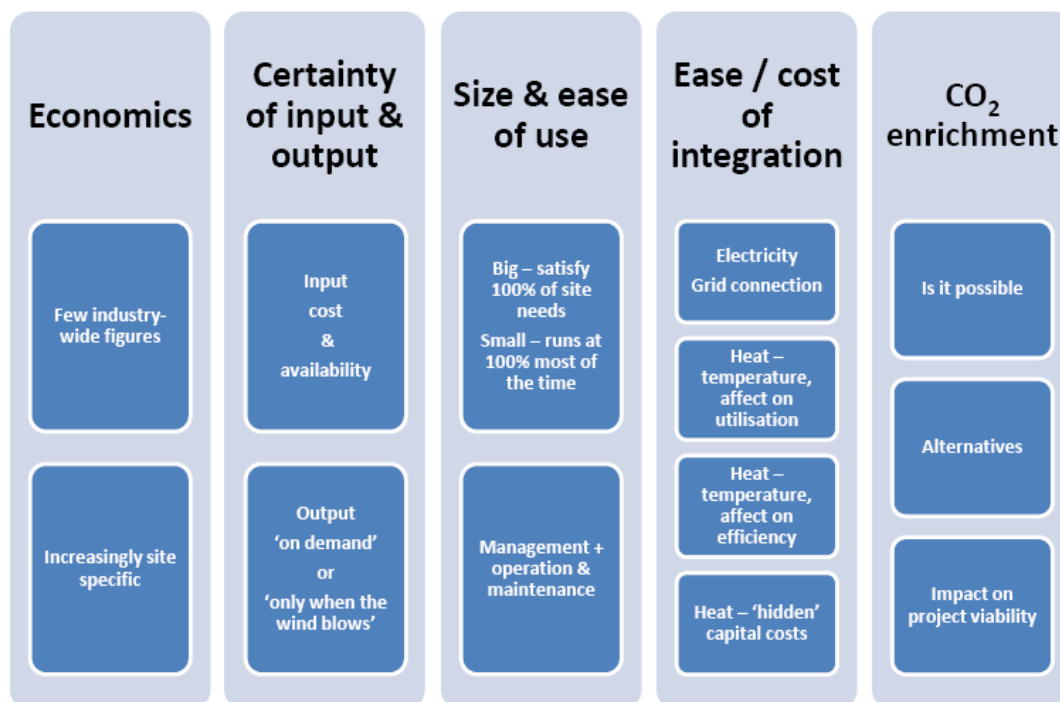 Economics
Few industry-
wide figures
Increasingly site
specific
Certainty
of input &
output
Input
cost
&
availability
Output
‘on demand’
or
‘only when the
wind blows’
Size & ease
of use
Big – satisfy
100% of site
needs
Small – runs at
100% most of
the time
Management +
operation &
maintenance
Ease / cost
of
integration
Electricity
Grid connection
Heat –
temperature,
affect on
utilisation
Heat –
temperature,
affect on
efficiency
Heat – ‘hidden’
capital costs
CO₂
enrichment
Is it possible
Alternatives
Impact on
project viability